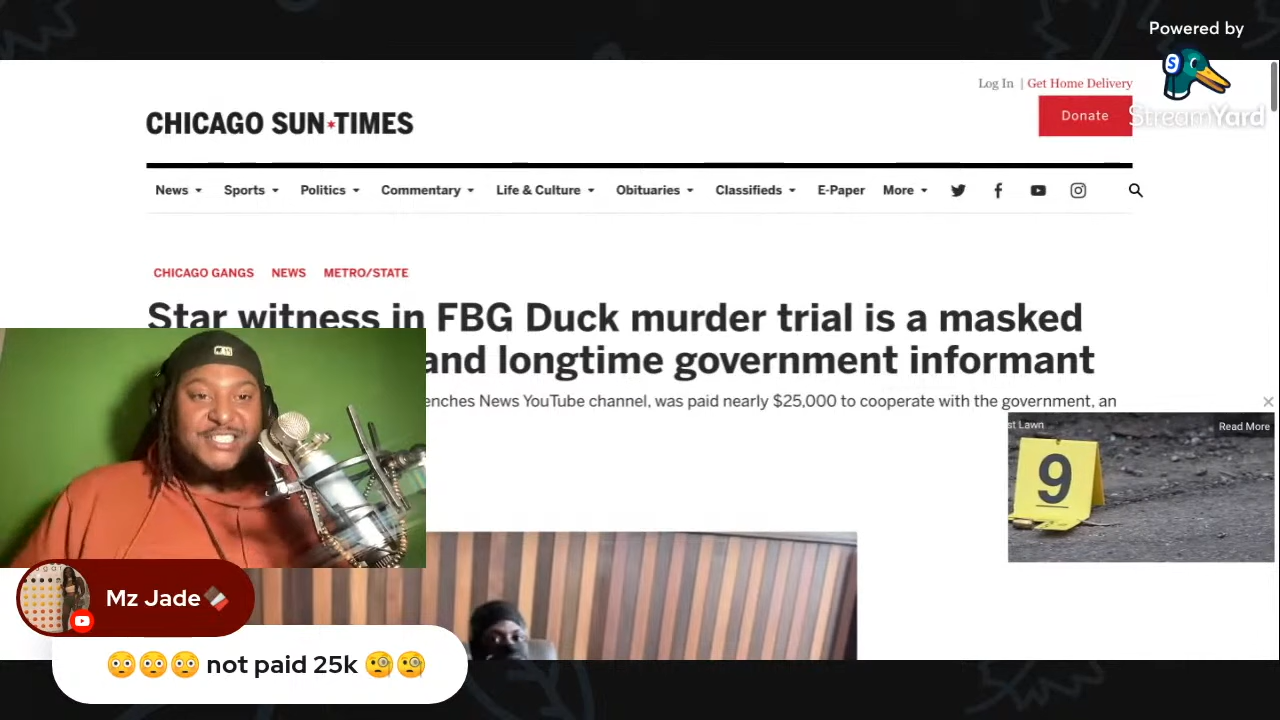 Powered by
StreamYard
Log In | Get Home Delivery
CHICAGO SUN★TIMES
Donate
News Sports Politics Commentary Life & Culture Obituaries Classifieds E-Paper More
CHICAGO GANGS NEWS METRO/STATE
Star witness in FBG Duck murder trial is a masked
and longtime government informant
enches News YouTube channel, was paid nearly $25,000 to cooperate with the government, an
st Lawn
Read More
9
Mz Jade
😳😳😳 not paid 25k 🧐🧐